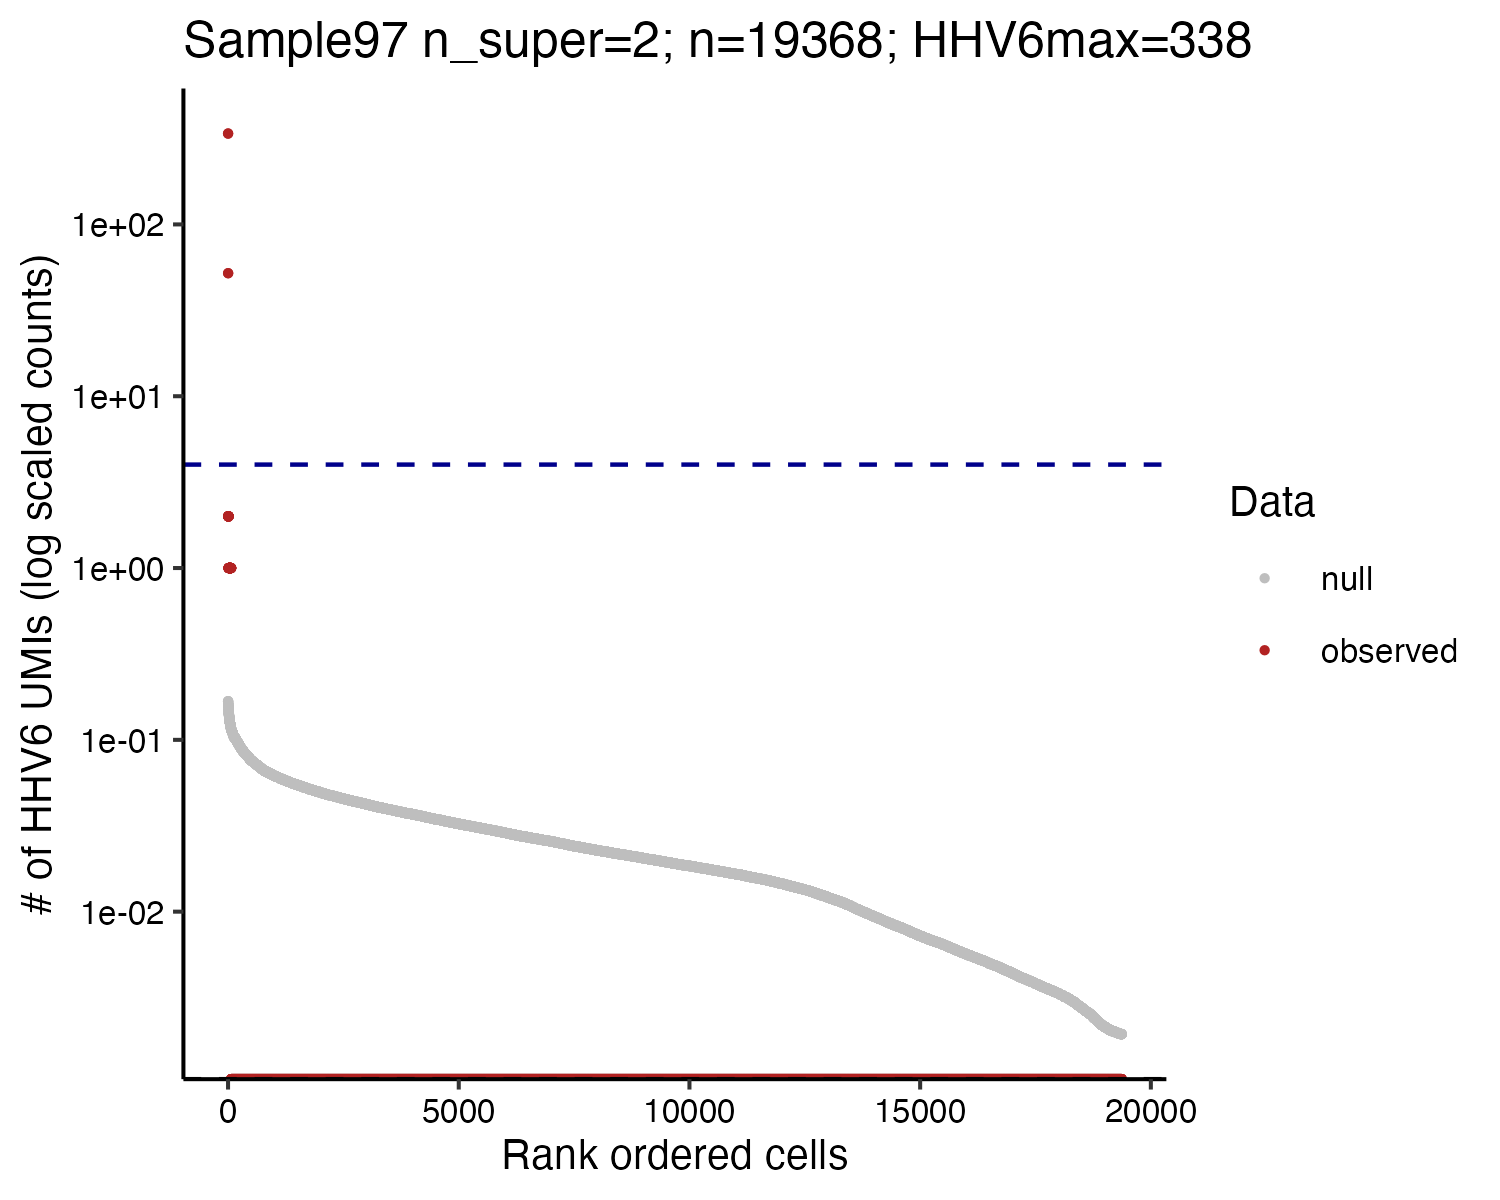 Sample97 n_super=2; n=19368; HHV6max=338
# of HHV6 UMIs (log scaled counts)
1e+02
1e+01
1e+00
1e-01
1e-02
0 5000 10000 15000 20000
Rank ordered cells
Data
null
observed